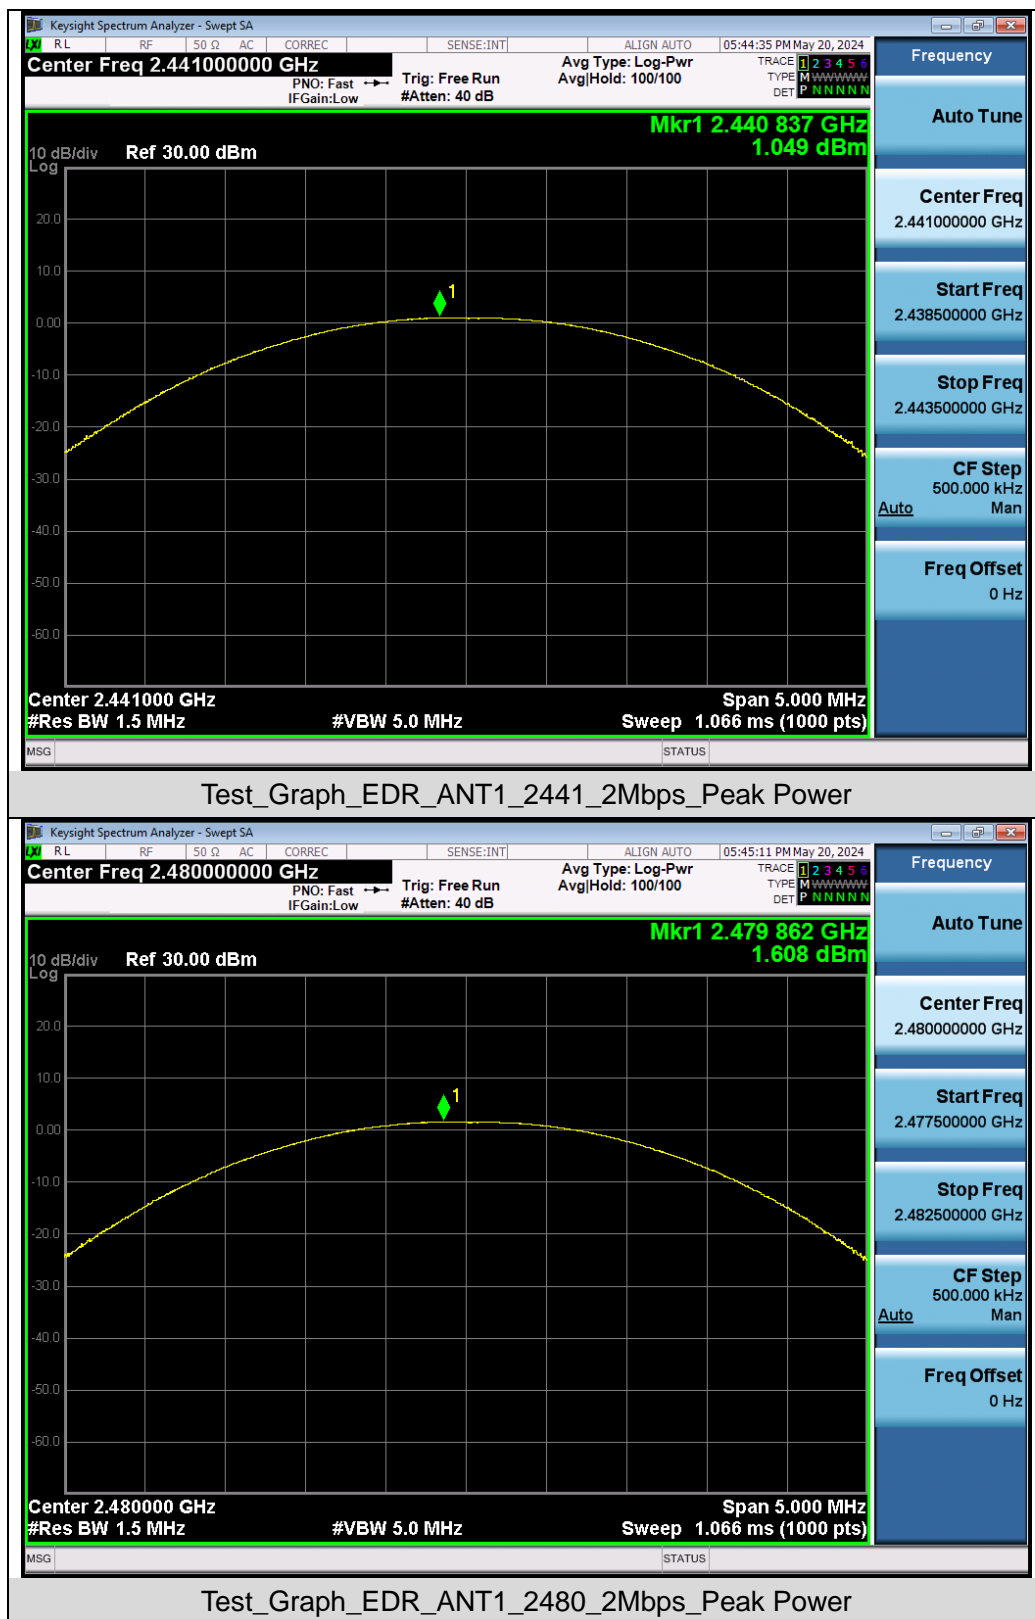 Keysight Spectrum Analyzer - Swept SA
LXI RL RF 50 Ω AC CORREC SENSE:INT ALIGN AUTO 05:44:35 PM May 20, 2024
Center Freq 2.441000000 GHz Avg Type: Log-Pwr TRACE 1 2 3 4 5 6
PNO: Fast Trig: Free Run Avg|Hold: 100/100 TYPE M WWWWW
IFGain:Low #Atten: 40 dB DET P N N N N N
Frequency
Auto Tune
Center Freq
2.441000000 GHz
Start Freq
2.438500000 GHz
Stop Freq
2.443500000 GHz
CF Step
500.000 kHz
Auto Man
Freq Offset
0 Hz
Mkr1 2.440 837 GHz
1.049 dBm
10 dB/div Ref 30.00 dBm
Log
20.0
10.0
1
0.00
-10.0
-20.0
-30.0
-40.0
-50.0
-60.0
Center 2.441000 GHz Span 5.000 MHz
#Res BW 1.5 MHz #VBW 5.0 MHz Sweep 1.066 ms (1000 pts)
MSG STATUS
Test_Graph_EDR_ANT1_2441_2Mbps_Peak Power
Keysight Spectrum Analyzer - Swept SA
LXI RL RF 50 Ω AC CORREC SENSE:INT ALIGN AUTO 05:45:11 PM May 20, 2024
Center Freq 2.480000000 GHz Avg Type: Log-Pwr TRACE 1 2 3 4 5 6
PNO: Fast Trig: Free Run Avg|Hold: 100/100 TYPE M WWWWW
IFGain:Low #Atten: 40 dB DET P N N N N N
Frequency
Auto Tune
Center Freq
2.480000000 GHz
Start Freq
2.477500000 GHz
Stop Freq
2.482500000 GHz
CF Step
500.000 kHz
Auto Man
Freq Offset
0 Hz
Mkr1 2.479 862 GHz
1.608 dBm
10 dB/div Ref 30.00 dBm
Log
20.0
10.0
1
0.00
-10.0
-20.0
-30.0
-40.0
-50.0
-60.0
Center 2.480000 GHz Span 5.000 MHz
#Res BW 1.5 MHz #VBW 5.0 MHz Sweep 1.066 ms (1000 pts)
MSG STATUS
Test_Graph_EDR_ANT1_2480_2Mbps_Peak Power